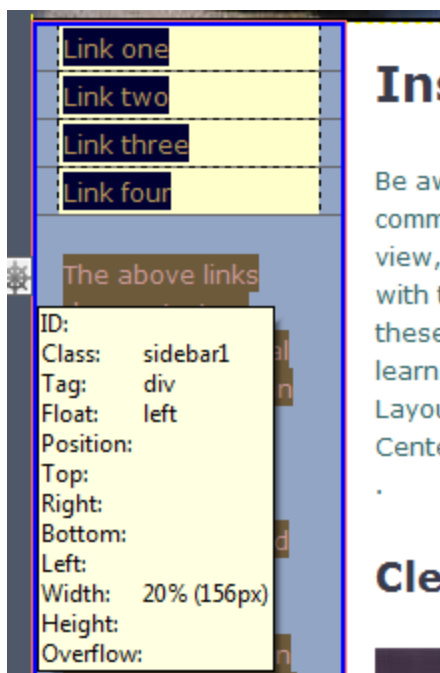 Link one
Link two
Link three
Link four
The above links
al
n
d
n
ID:
Class: sidebar1
Tag: div
Float: left
Position:
Top:
Right:
Bottom:
Left:
Width: 20% (156px)
Height:
Overflow:
Ins
Be aw
comm
view,
with t
these
learn
Layou
Cente
.
Cle